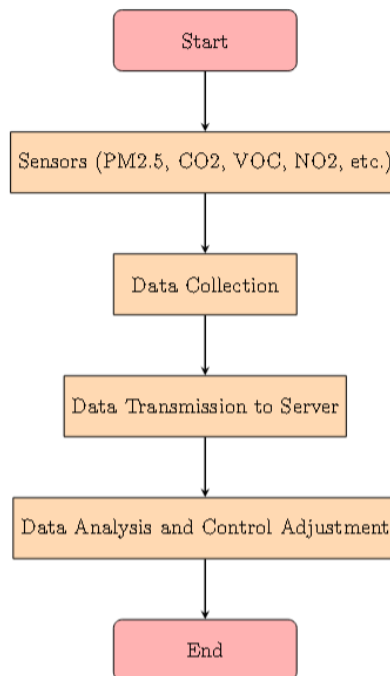 Start
Sensors (PM2.5, CO2, VOC, NO2, etc.)
Data Collection
Data Transmission to Server
Data Analysis and Control Adjustment
End